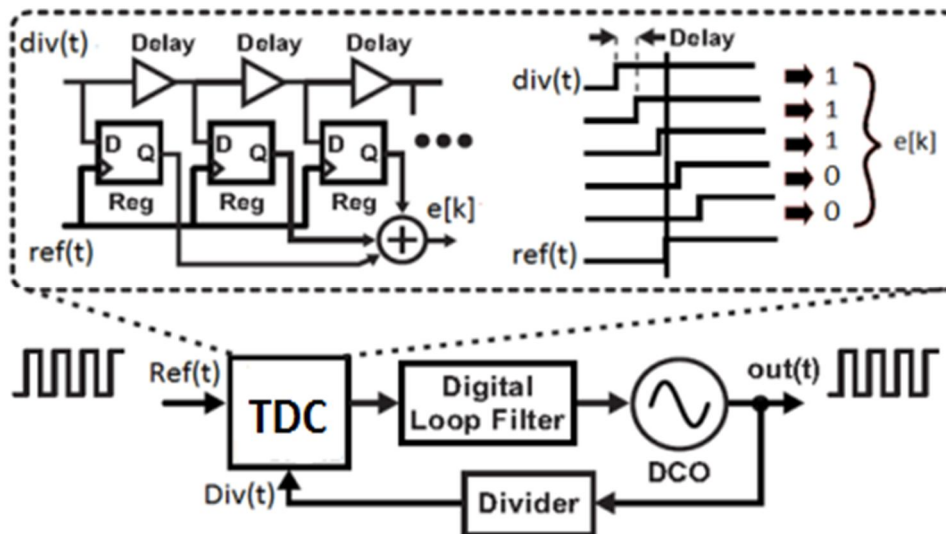 div(t)
Delay
Delay
Delay
D
Q
D
Q
D
Q
Reg
Reg
Reg
ref(t)
e[k]
Delay
div(t)
1
1
1
0
0
e[k]
ref(t)
Ref(t)
TDC
Digital
Loop Filter
DCO
out(t)
Div(t)
Divider